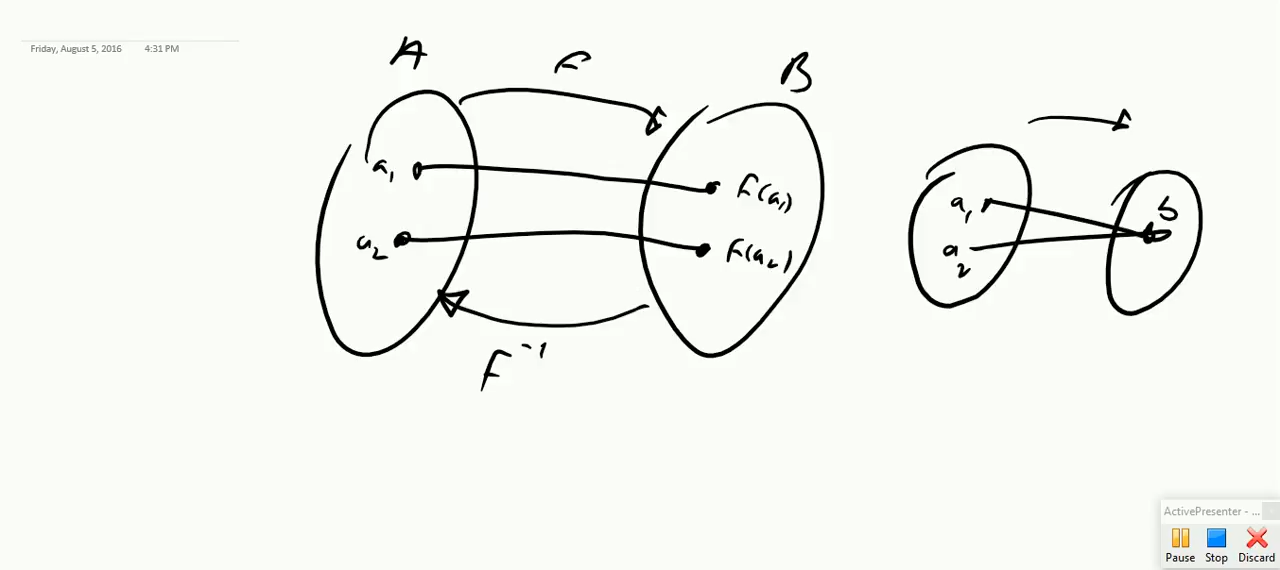 Friday, August 5, 2016 4:31 PM
A
F
B
a₁
F(a₁)
a₂
F(a₂)
F⁻¹
a₁
b
a₂
ActivePresenter - ...
Pause Stop Discard